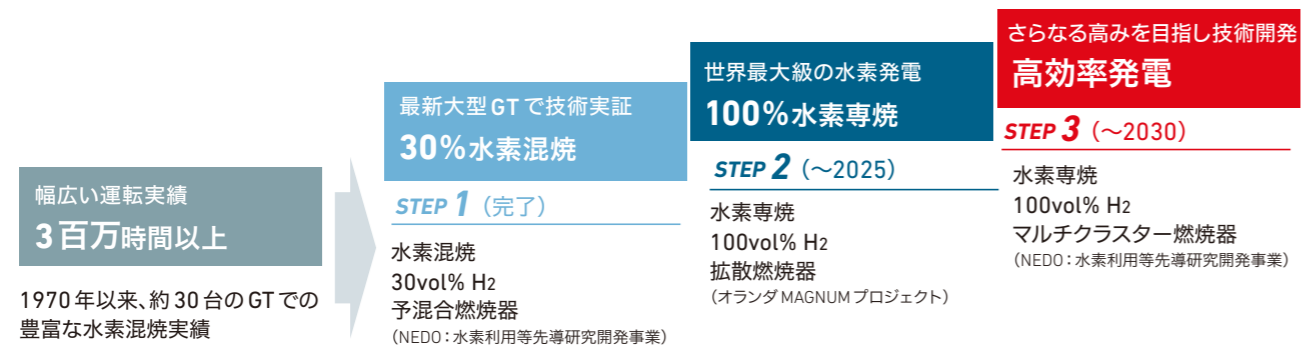 幅広い運転実績
3百万時間以上
1970年以来、約30台のGTでの
豊富な水素混焼実績
最新大型GTで技術実証
30%水素混焼
STEP 1（完了）
水素混焼
30vol% H2
予混合燃焼器
（NEDO：水素利用等先導研究開発事業）
世界最大級の水素発電
100%水素専焼
STEP 2（～2025）
水素専焼
100vol% H2
拡散燃焼器
（オランダMAGNUMプロジェクト）
さらなる高みを目指し技術開発
高効率発電
STEP 3（～2030）
水素専焼
100vol% H2
マルチクラスター燃焼器
（NEDO：水素利用等先導研究開発事業）